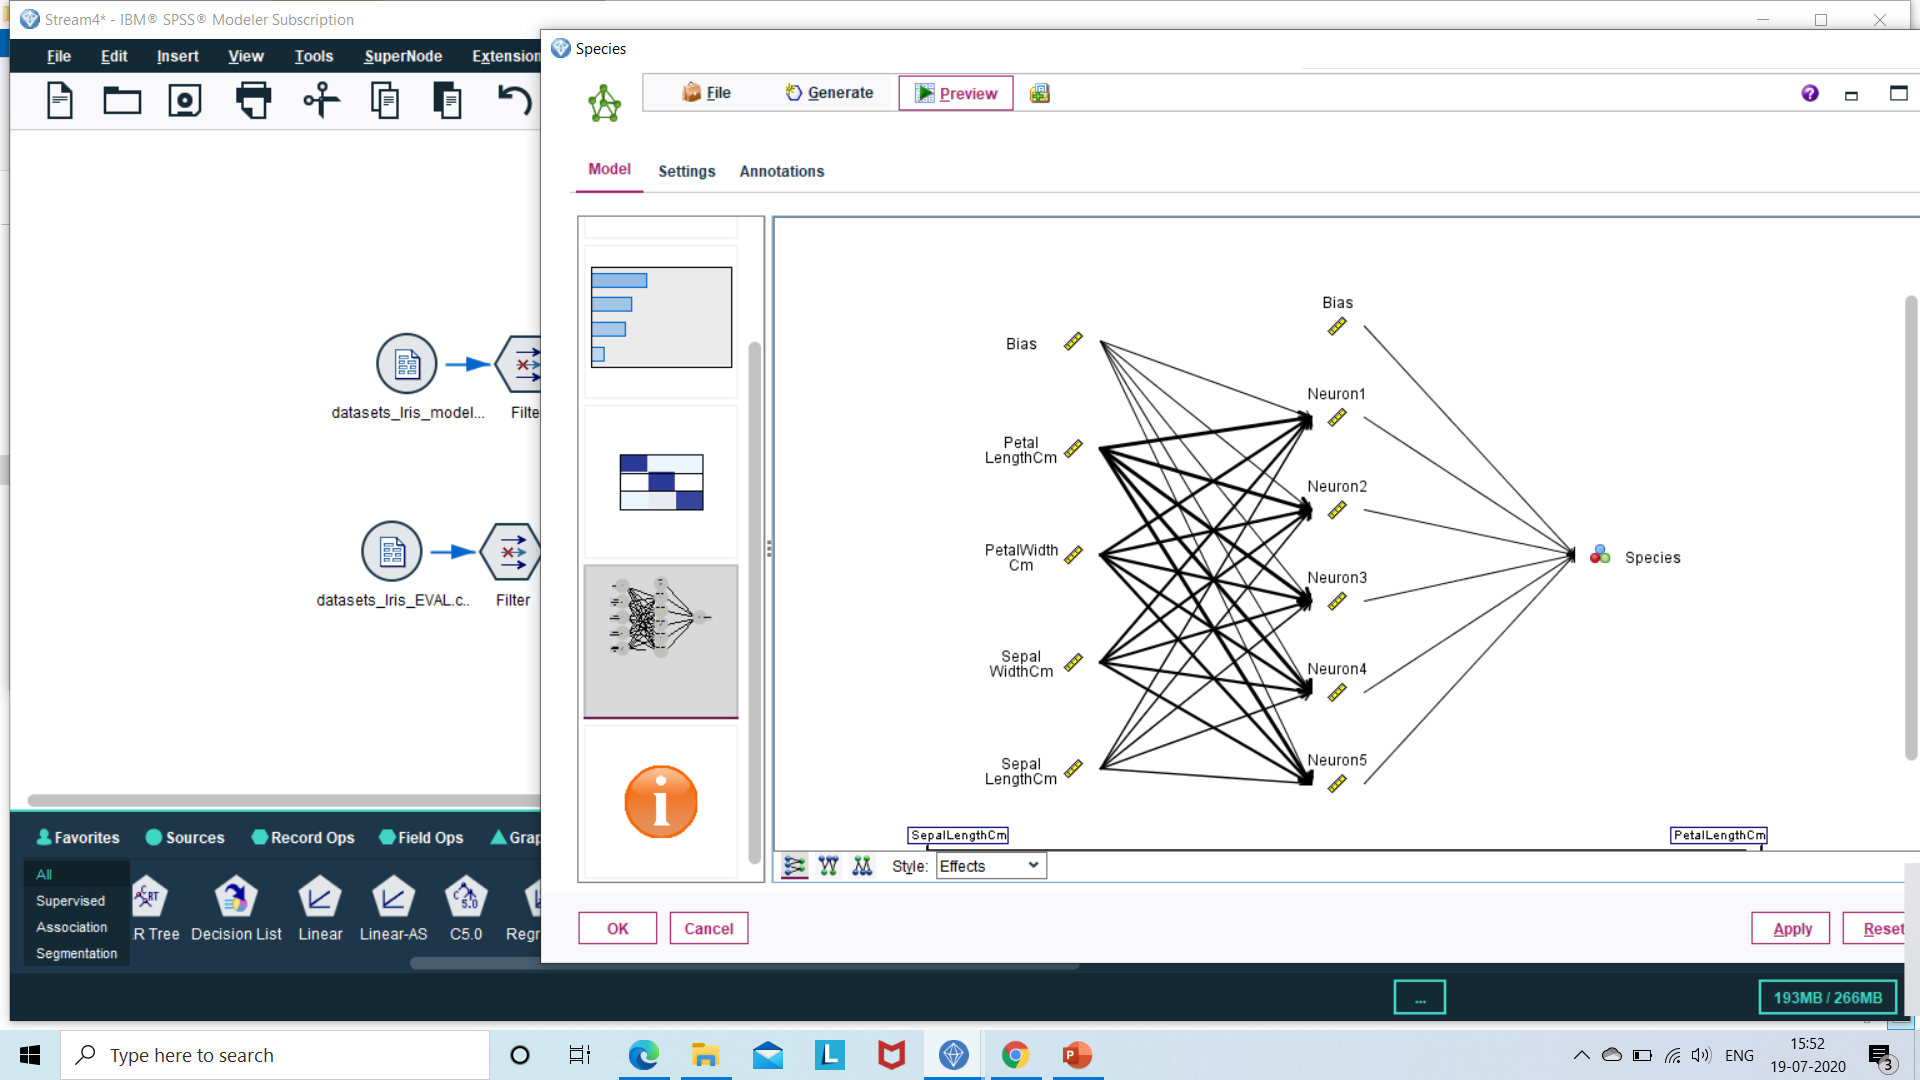 Stream4* - IBM® SPSS® Modeler Subscription
File Edit Insert View Tools SuperNode Extension
Species
File Generate Preview
Model Settings Annotations
datasets_Iris_model... Filte
datasets_Iris_EVAL.c.. Filter
Bias
Petal
LengthCm
PetalWidth
Cm
Sepal
WidthCm
Sepal
LengthCm
Bias
Neuron1
Neuron2
Neuron3
Neuron4
Neuron5
Species
SepalLengthCm PetalLengthCm
Style: Effects
OK Cancel Apply Reset
Favorites Sources Record Ops Field Ops Grap
All
Supervised
Association
Segmentation
R Tree Decision List Linear Linear-AS C5.0 Regr
... 193MB / 266MB
Type here to search
ENG
15:52
19-07-2020
3